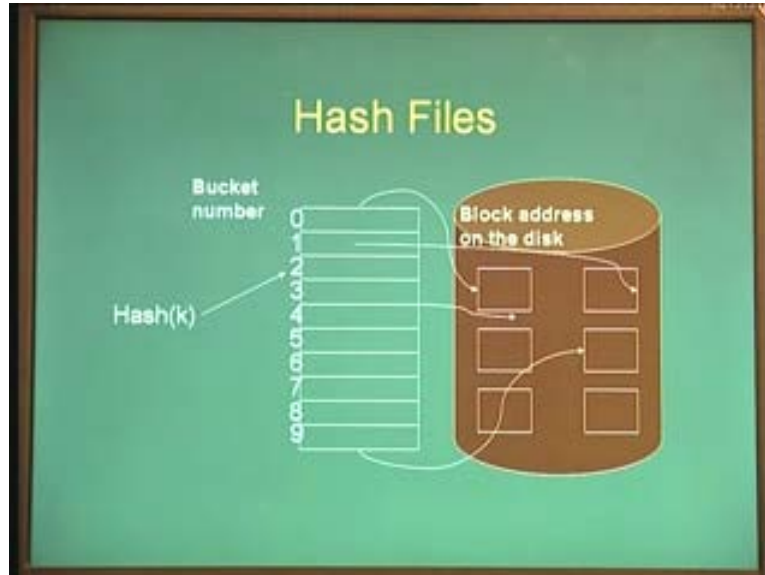 Hash Files
Bucket
number
Block address
on the disk
Hash(k)
0
1
2
3
4
5
6
7
8
9